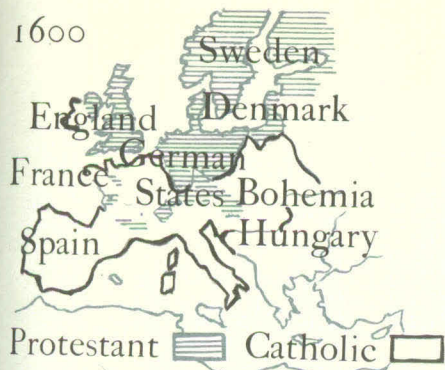 1600
Sweden
England Denmark
German
France
States Bohemia
Spain Hungary
Protestant Catholic